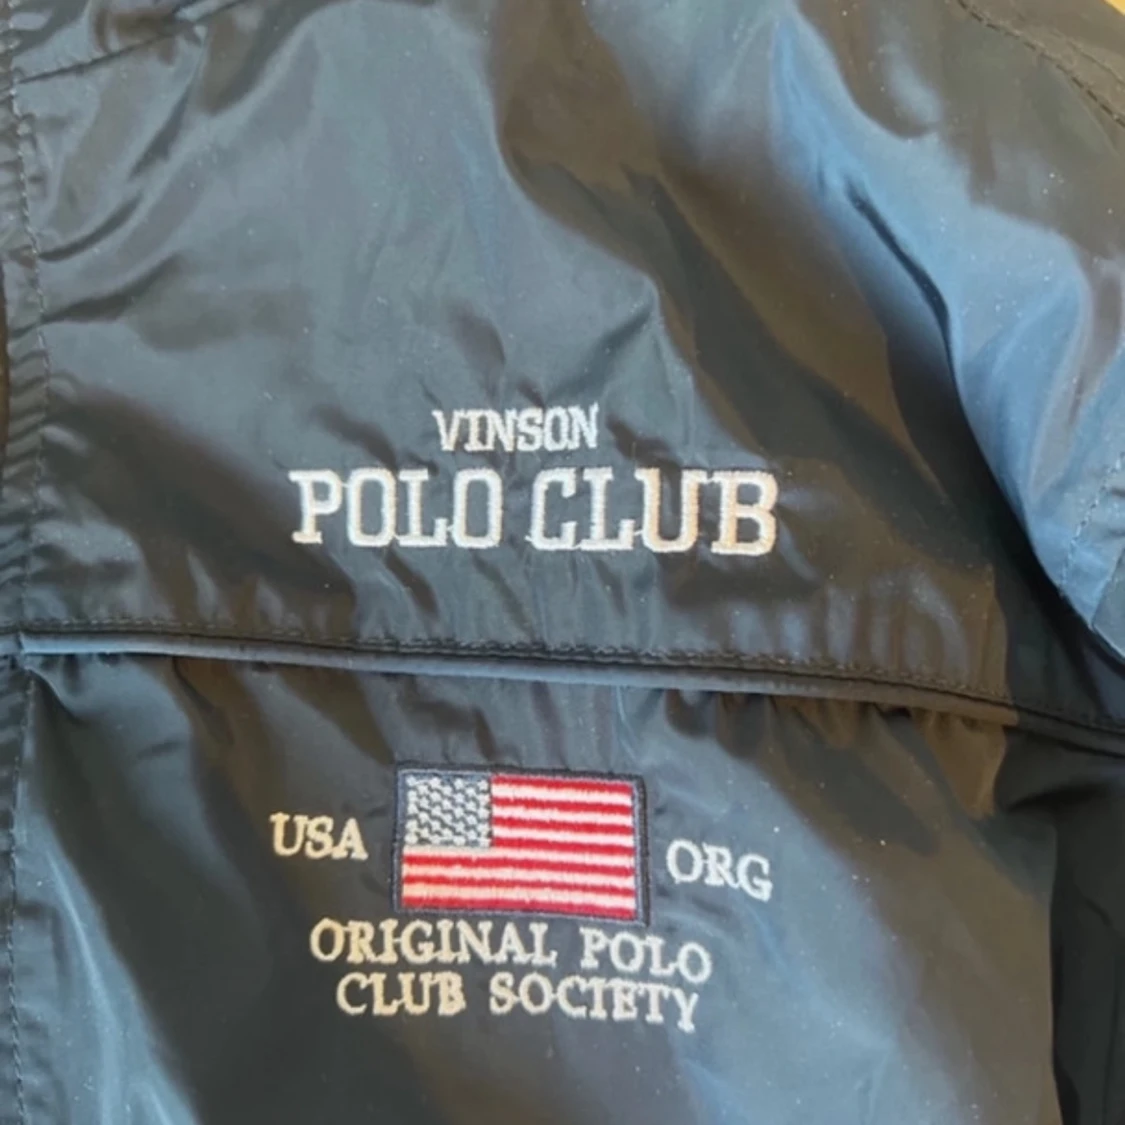 VINSON
POLO CLUB
USA ORG
ORIGINAL POLO
CLUB SOCIETY